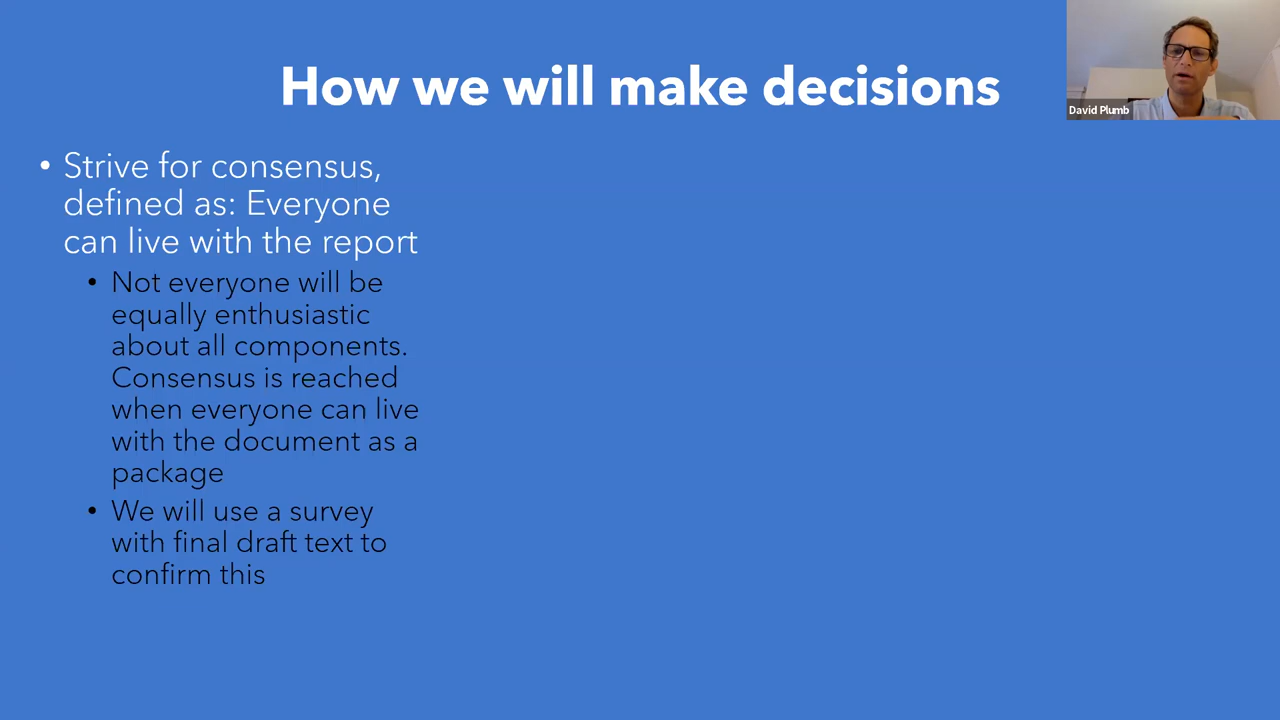 How we will make decisions
David Plumb
• Strive for consensus,
defined as: Everyone
can live with the report
• Not everyone will be
equally enthusiastic
about all components.
Consensus is reached
when everyone can live
with the document as a
package
• We will use a survey
with final draft text to
confirm this